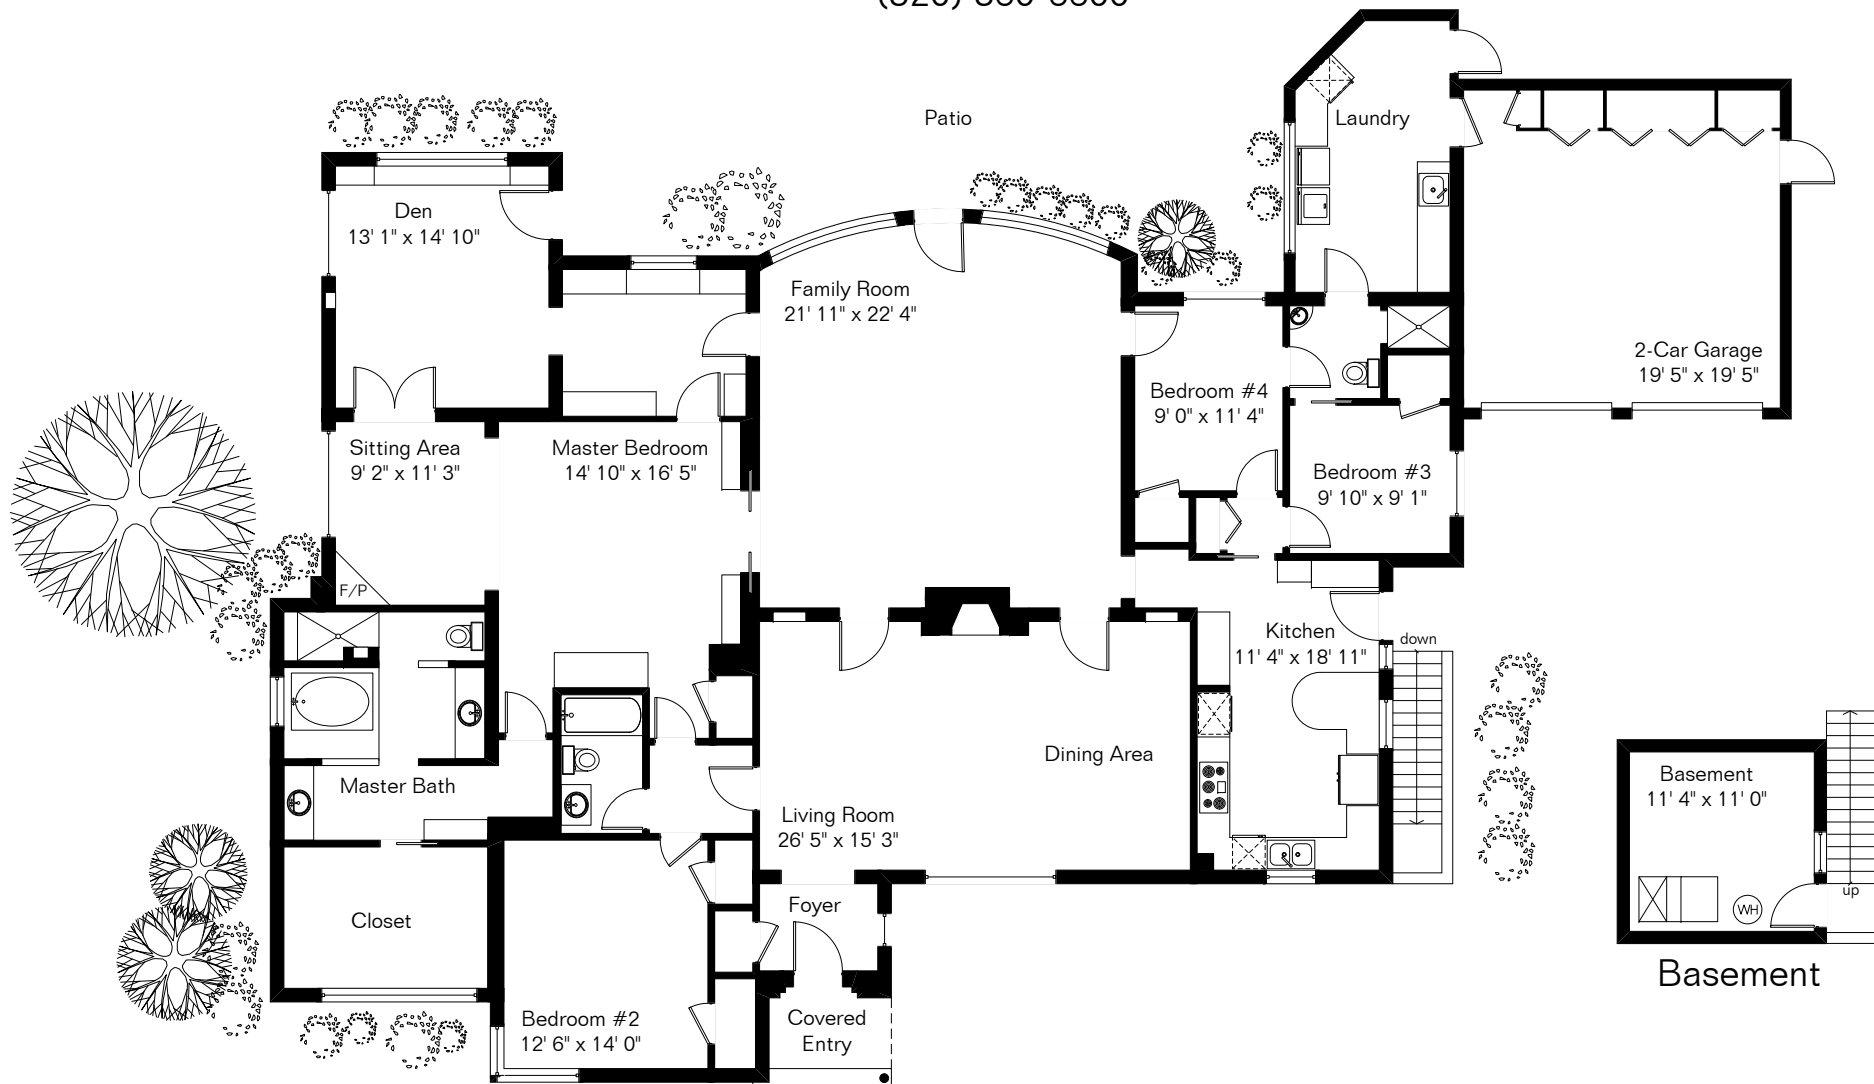 Patio
Laundry
Den
13' 1" x 14' 10"
Family Room
21' 11" x 22' 4"
2-Car Garage
19' 5" x 19' 5"
Bedroom #4
9' 0" x 11' 4"
Sitting Area
9' 2" x 11' 3"
Master Bedroom
14' 10" x 16' 5"
Bedroom #3
9' 10" x 9' 1"
F/P
Kitchen
11' 4" x 18' 11"
down
Dining Area
Master Bath
Living Room
26' 5" x 15' 3"
Basement
11' 4" x 11' 0"
up
WH
Closet
Foyer
Basement
Bedroom #2
12' 6" x 14' 0"
Covered
Entry